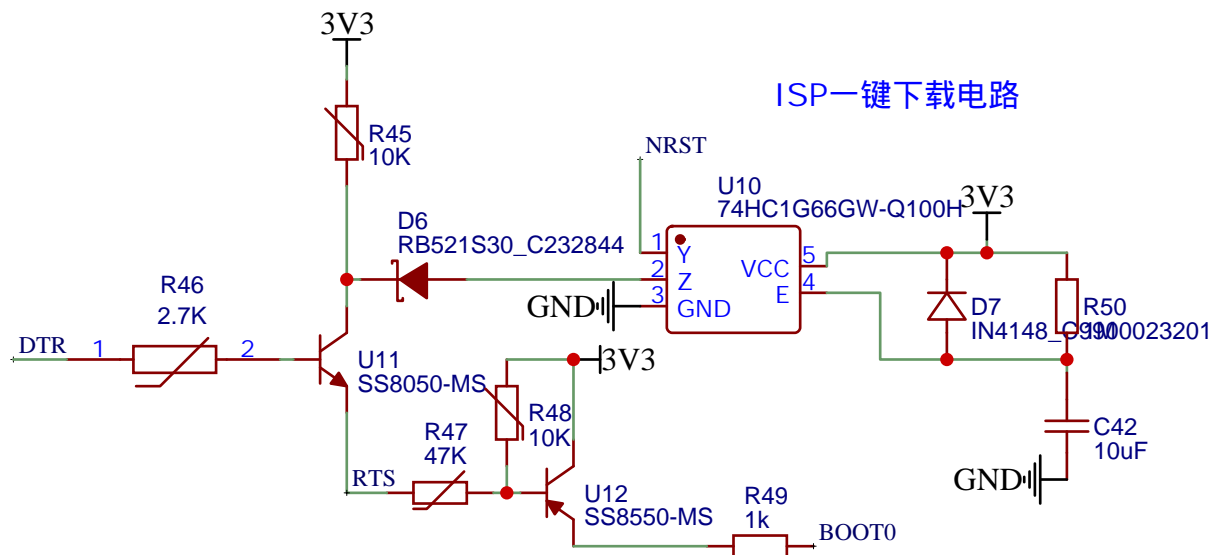 3V3
ISP一键下载电路
R45
10K
NRST
U10
74HC1G66GW-Q100H
3V3
D6
RB521S30_C232844
1
Y
2
Z
3
GND
VCC
5
E
4
GND
R46
2.7K
DTR
1
2
U11
SS8050-MS
D7
IN4148_C9900023201
R50
1M
3V3
R48
10K
R47
47K
RTS
U12
SS8550-MS
R49
1k
BOOT0
C42
10uF
GND